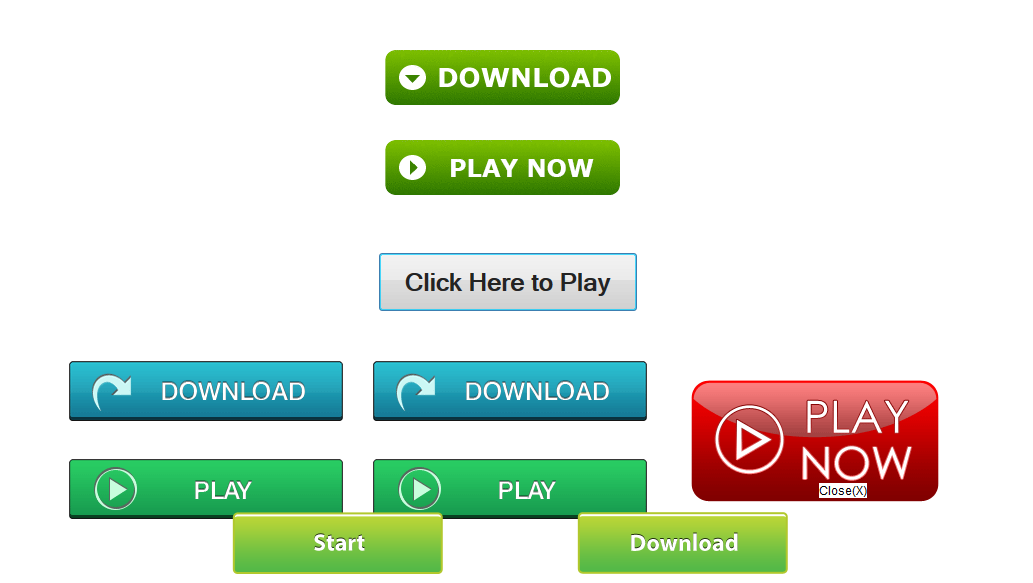 DOWNLOAD
PLAY NOW
Click Here to Play
DOWNLOAD
DOWNLOAD
PLAY
NOW
Close(X)
PLAY
PLAY
Start
Download